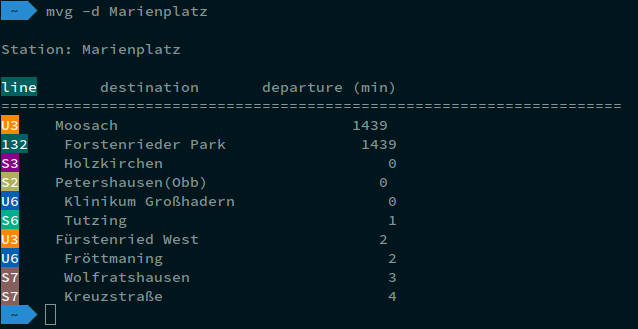 ~ mvg -d Marienplatz
Station: Marienplatz
line destination departure (min)
=====================================================================
U3 Moosach 1439
132 Forstenrieder Park 1439
S3 Holzkirchen 0
S2 Petershausen(Obb) 0
U6 Klinikum Großhadern 0
S6 Tutzing 1
U3 Fürstenried West 2
U6 Fröttmaning 2
S7 Wolfratshausen 3
S7 Kreuzstraße 4
~